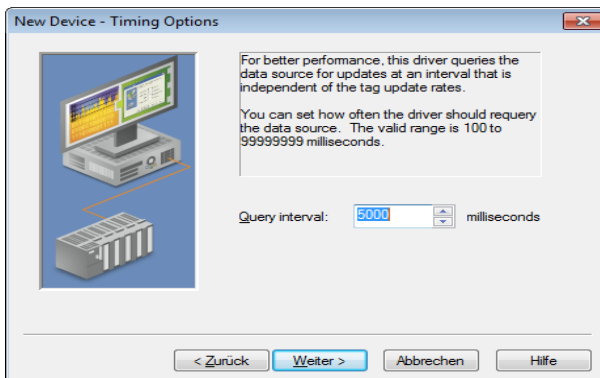 New Device - Timing Options
For better performance, this driver queries the
data source for updates at an interval that is
independent of the tag update rates.
You can set how often the driver should requery
the data source. The valid range is 100 to
99999999 milliseconds.
Query interval: 5000 milliseconds
< Zurück Weiter > Abbrechen Hilfe